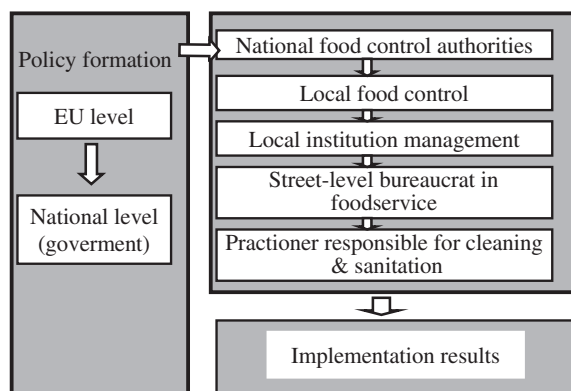 Policy formation
EU level
National level
(goverment)
National food control authorities
Local food control
Local institution management
Street-level bureaucrat in
foodservice
Practioner responsible for cleaning
& sanitation
Implementation results